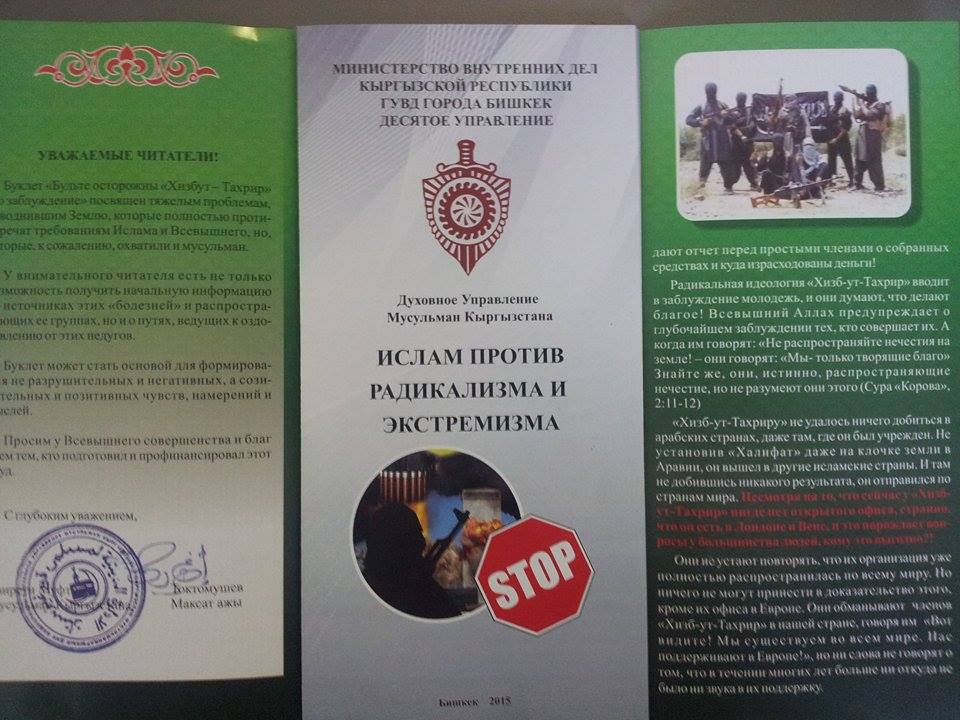 УВАЖАЕМЫЕ ЧИТАТЕЛИ!
Буклет «Будьте осторожны «Хизбут – Тахрир»
заблуждение» посвящен тяжелым проблемам,
воднившим Землю, которые полностью проти-
речат требованиям Ислама и Всевышнего, но,
торые, к сожалению, охватили и мусульман.
У внимательного читателя есть не только
зможность получить начальную информацию
источниках этих «болезней» и распростра-
ющих ее группах, но и о путях, ведущих к оздо-
влению от этих недугов.
Буклет может стать основой для формирова-
я не разрушительных и негативных, а сози-
тельных и позитивных чувств, намерений и
слей.
Просим у Всевышнего совершенства и благ
ем тем, кто подготовил и профинансировал этот
уд.
С глубоким уважением,
Токтомушев
Максат ажы
МИНИСТЕРСТВО ВНУТРЕННИХ ДЕЛ
КЫРГЫЗСКОЙ РЕСПУБЛИКИ
ГУВД ГОРОДА БИШКЕК
ДЕСЯТОЕ УПРАВЛЕНИЕ
Духовное Управление
Мусульман Кыргызстана
ИСЛАМ ПРОТИВ
РАДИКАЛИЗМА И
ЭКСТРЕМИЗМА
STOP
Бишкек 2015
дают отчет перед простыми членами о собранных
средствах и куда израсходованы деньги!
Радикальная идеология «Хизб-ут-Тахрир» вводит
в заблуждение молодежь, и они думают, что делают
благое! Всевышний Аллах предупреждает о
глубочайшем заблуждении тех, кто совершает их. А
когда им говорят: «Не распространяйте нечестия на
земле! – они говорят: «Мы- только творящие благо»
Знайте же, они, истинно, распространяющие
нечестие, но не разумеют они этого (Сура «Корова»,
2:11-12)
«Хизб-ут-Тахриру» не удалось ничего добиться в
арабских странах, даже там, где он был учрежден. Не
установив «Халифат» даже на клочке земли в
Аравии, он вышел в другие исламские страны. И там
не добившись никакого результата, он отправился по
странам мира. Несмотря на то, что сейчас у «Хизб-
ут-Тахрир» нигде нет открытого офиса, странно,
что он есть в Лондоне и Вене, и это порождает воп-
росы у большинства людей, кому это выгодно?!
Они не устают повторять, что их организация уже
полностью распространилась по всему миру. Но
ничего не могут принести в доказательство этого,
кроме их офиса в Европе. Они обманывают членов
«Хизб-ут-Тахрир» в нашей стране, говоря им «Вот
видите! Мы существуем во всем мире. Нас
поддерживают в Европе!», но ни слова не говорят о
том, что в течении многих лет больше ни откуда не
было ни звука в их поддержку.